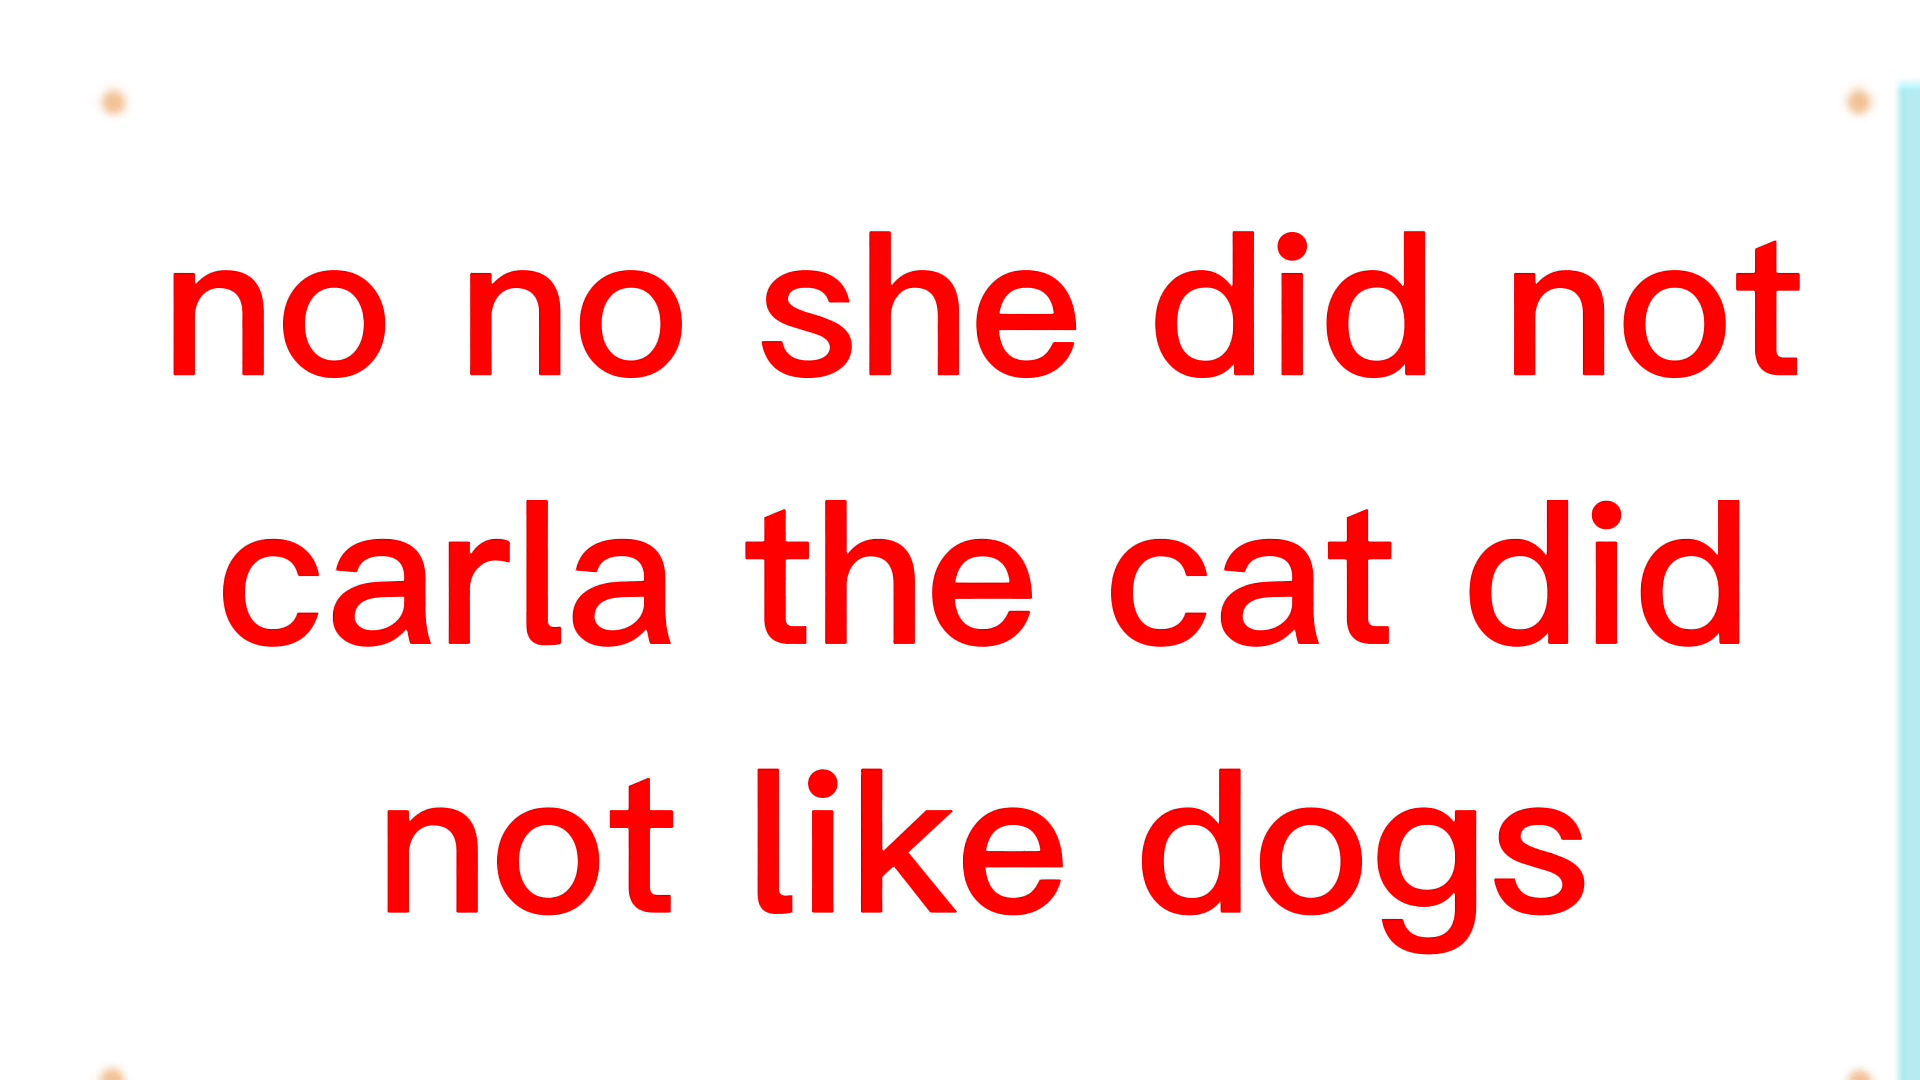 no no she did not
carla the cat did
not like dogs